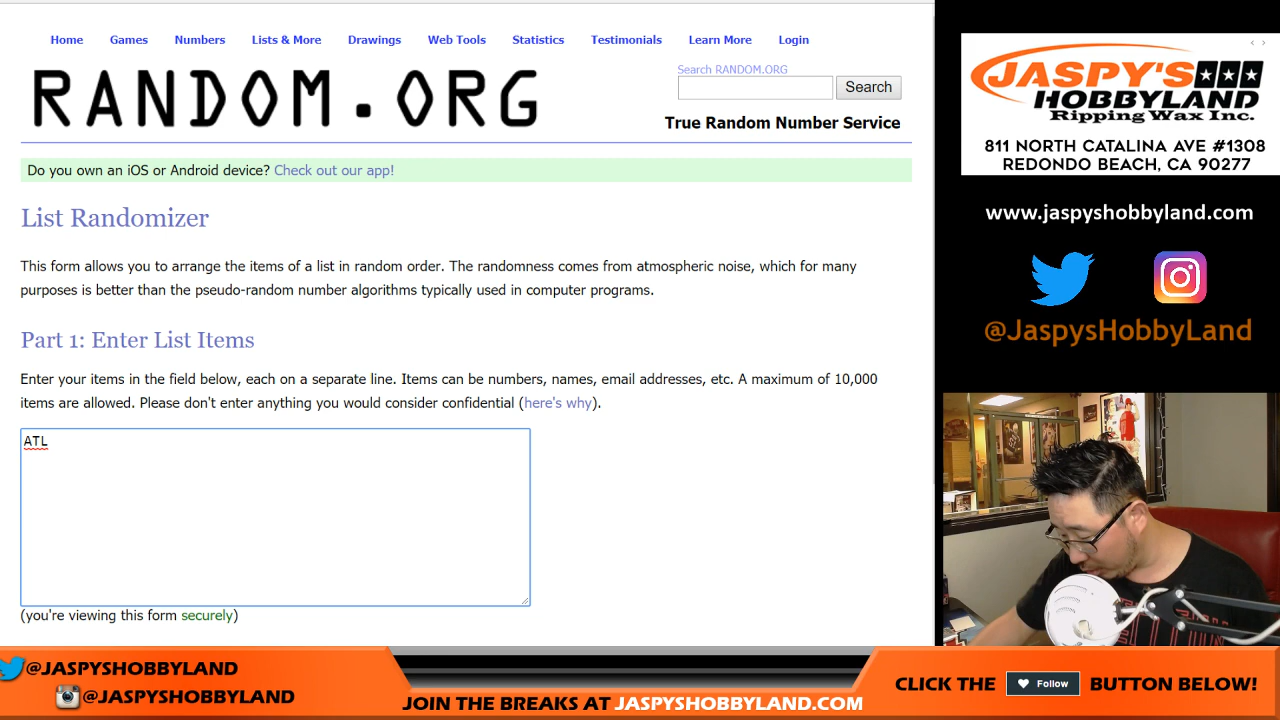 Home Games Numbers Lists & More Drawings Web Tools Statistics Testimonials Learn More Login
Search RANDOM.ORG
RANDOM.ORG
Search
True Random Number Service
Do you own an iOS or Android device? Check out our app!
List Randomizer
This form allows you to arrange the items of a list in random order. The randomness comes from atmospheric noise, which for many
purposes is better than the pseudo-random number algorithms typically used in computer programs.
Part 1: Enter List Items
Enter your items in the field below, each on a separate line. Items can be numbers, names, email addresses, etc. A maximum of 10,000
items are allowed. Please don't enter anything you would consider confidential (here's why).
ATL
(you're viewing this form securely)
JASPY'S
HOBBYLAND
Ripping Wax Inc.
811 NORTH CATALINA AVE #1308
REDONDO BEACH, CA 90277
www.jaspyshobbyland.com
@JaspysHobbyLand
@JASPYSHOBBYLAND
@JASPYSHOBBYLAND
JOIN THE BREAKS AT JASPYSHOBBYLAND.COM
CLICK THE Follow BUTTON BELOW!